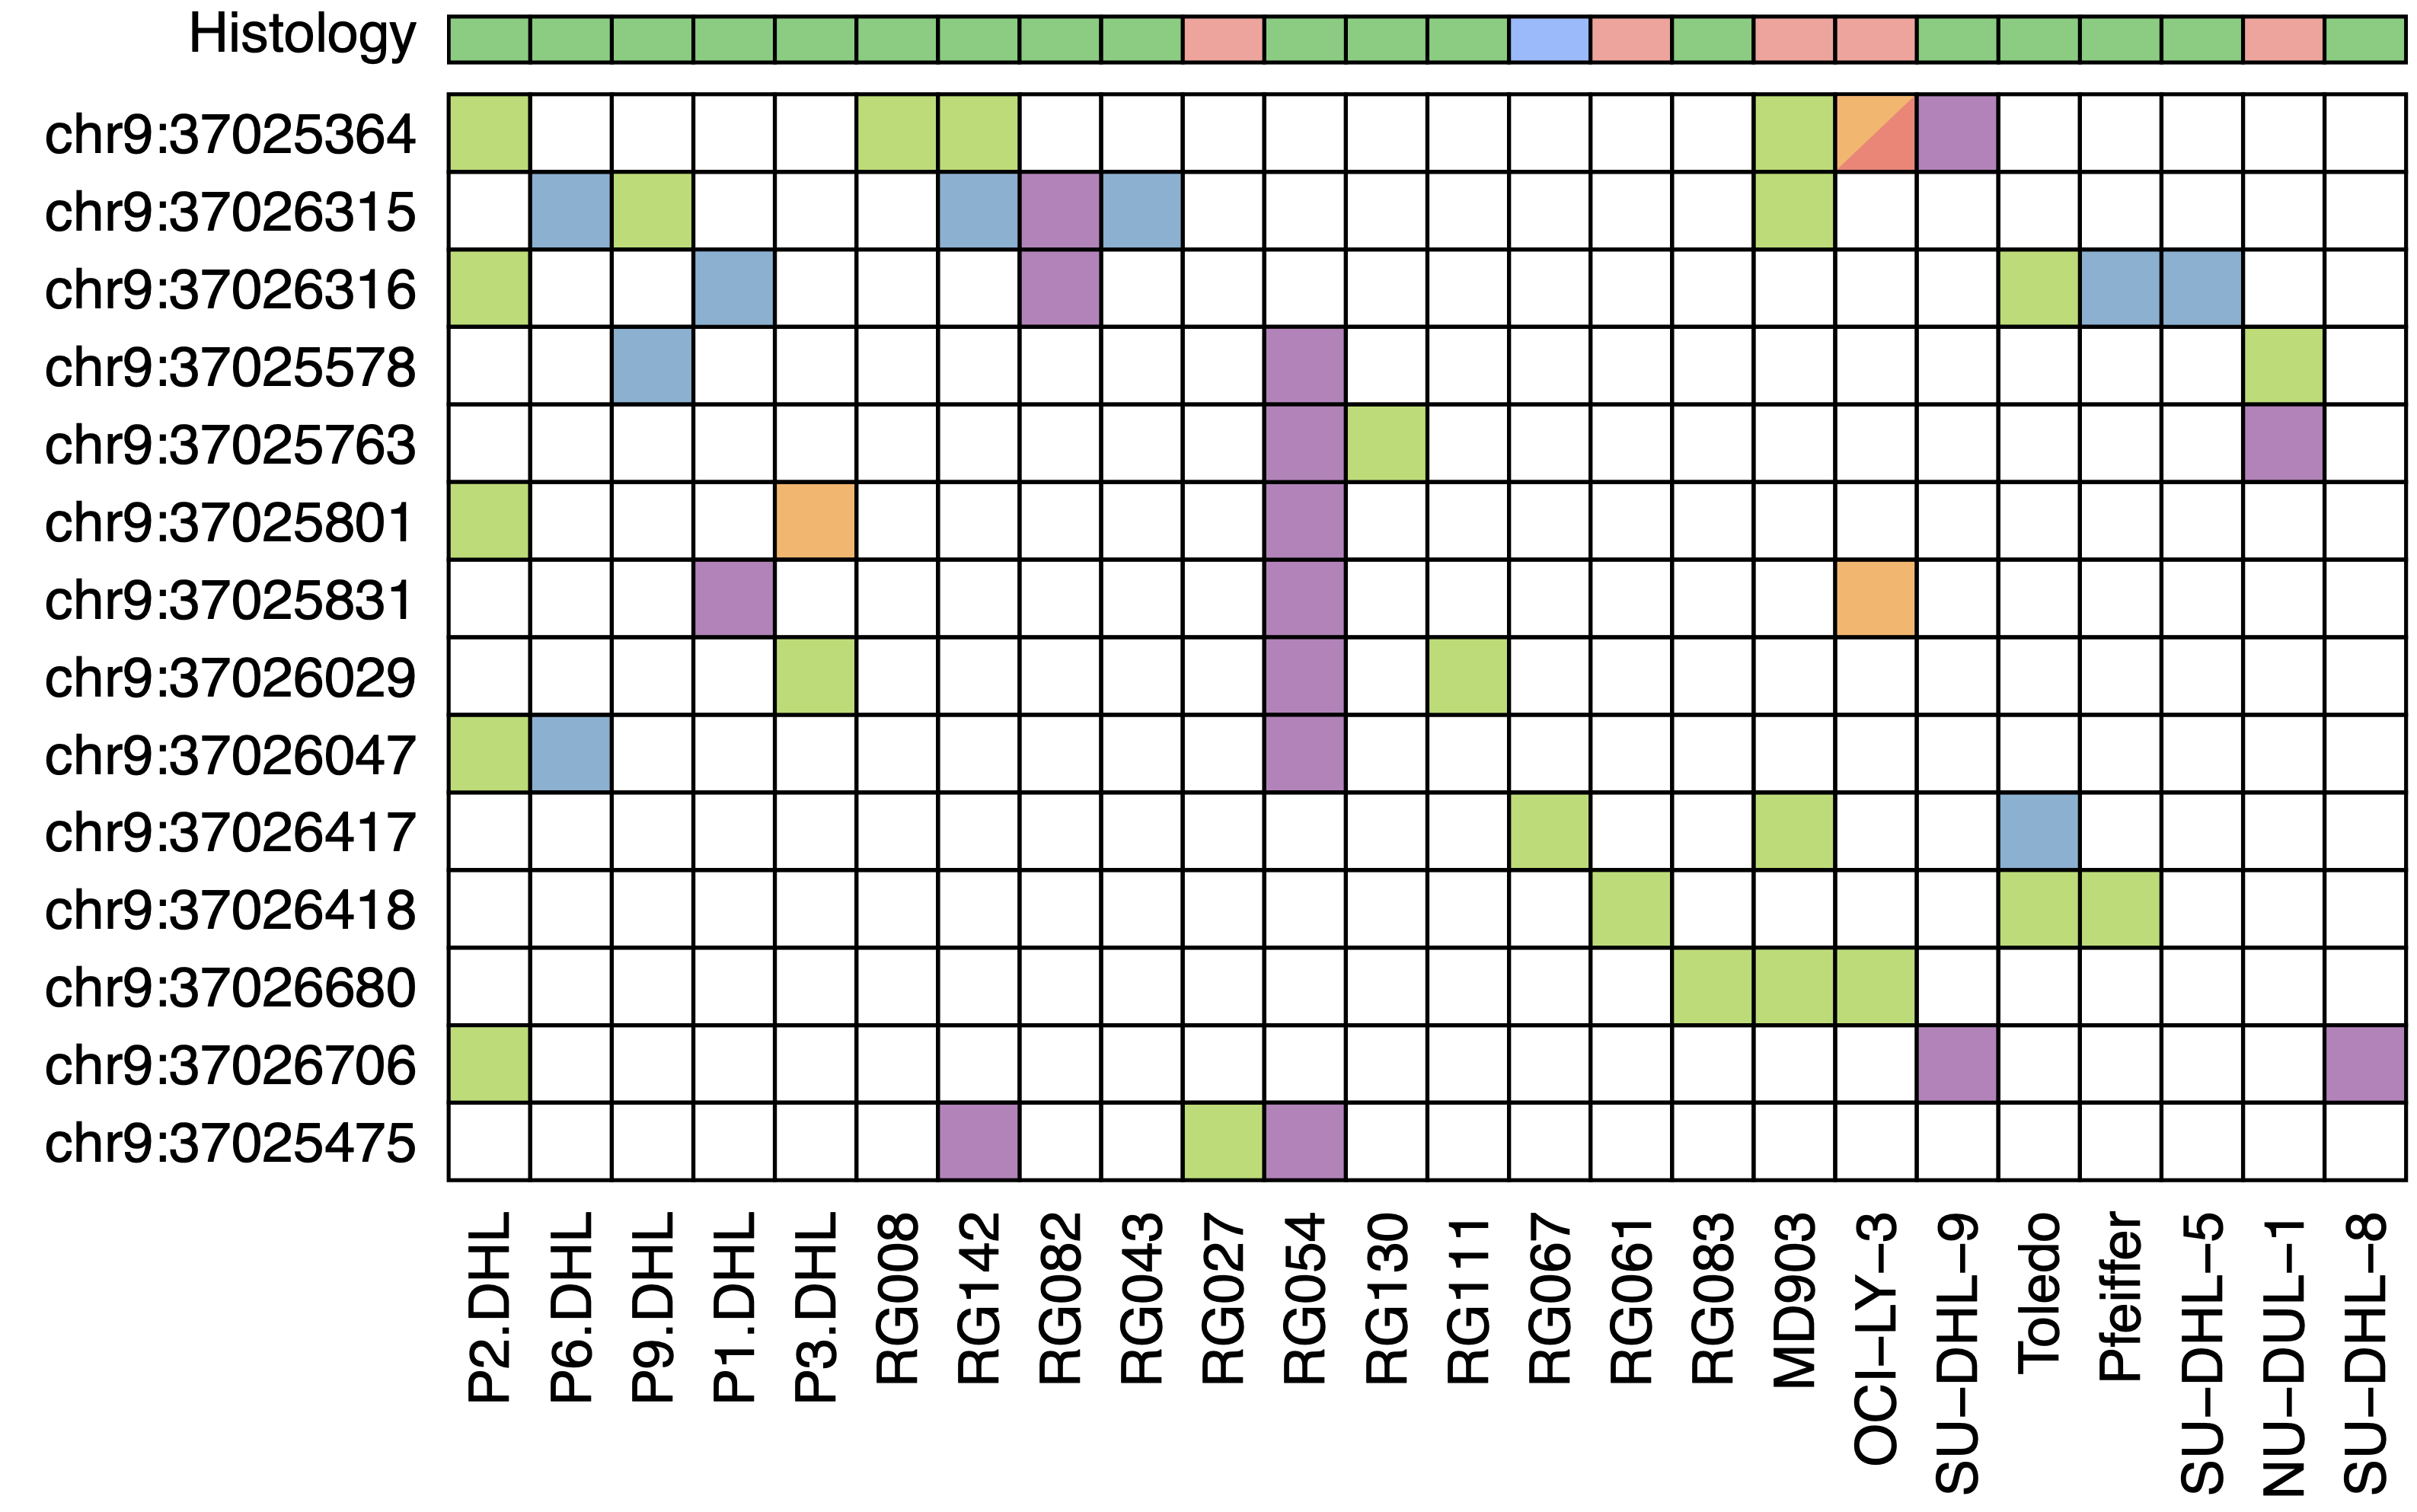 Histology
chr9:37025364
chr9:37026315
chr9:37026316
chr9:37025578
chr9:37025763
chr9:37025801
chr9:37025831
chr9:37026029
chr9:37026047
chr9:37026417
chr9:37026418
chr9:37026680
chr9:37026706
chr9:37025475
P2.DHL
P6.DHL
P9.DHL
P1.DHL
P3.DHL
RG008
RG142
RG082
RG043
RG027
RG054
RG130
RG111
RG067
RG061
RG083
MD903
OCI−LY−3
SU−DHL−9
Toledo
Pfeiffer
SU−DHL−5
NU−DUL−1
SU−DHL−8